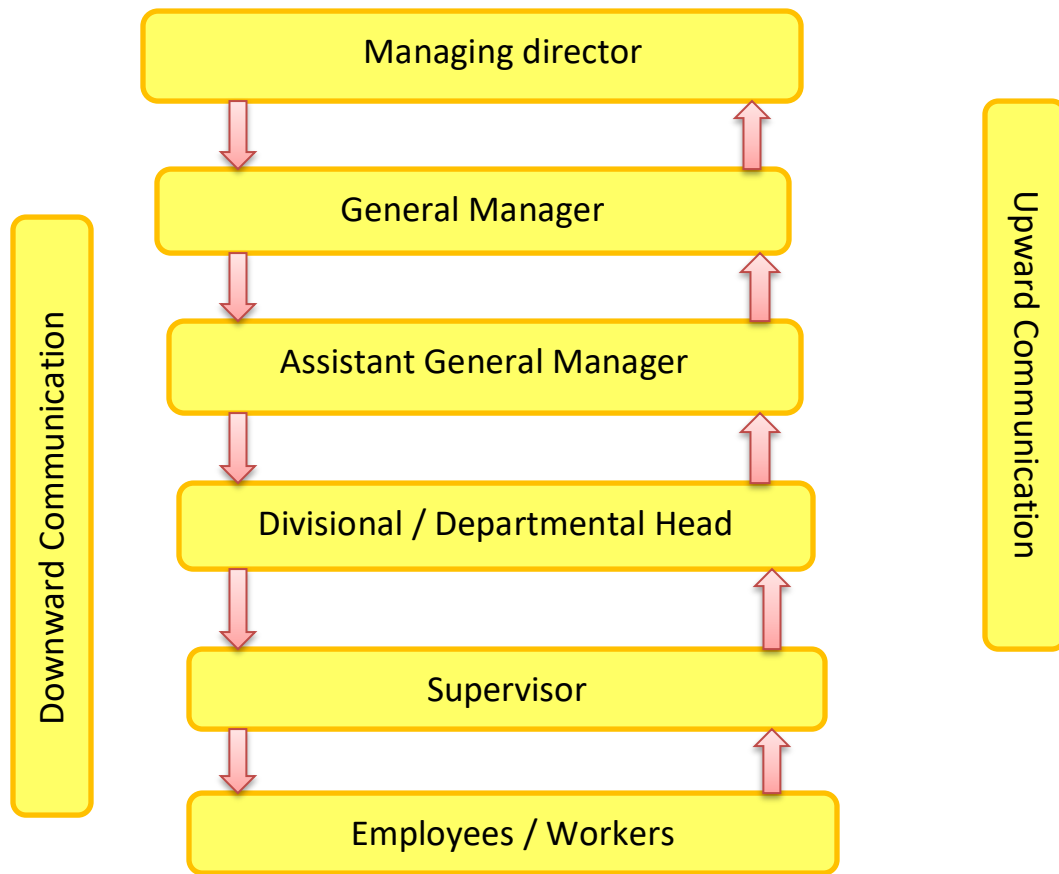 Managing director
General Manager
Assistant General Manager
Divisional / Departmental Head
Supervisor
Employees / Workers
Downward Communication
Upward Communication